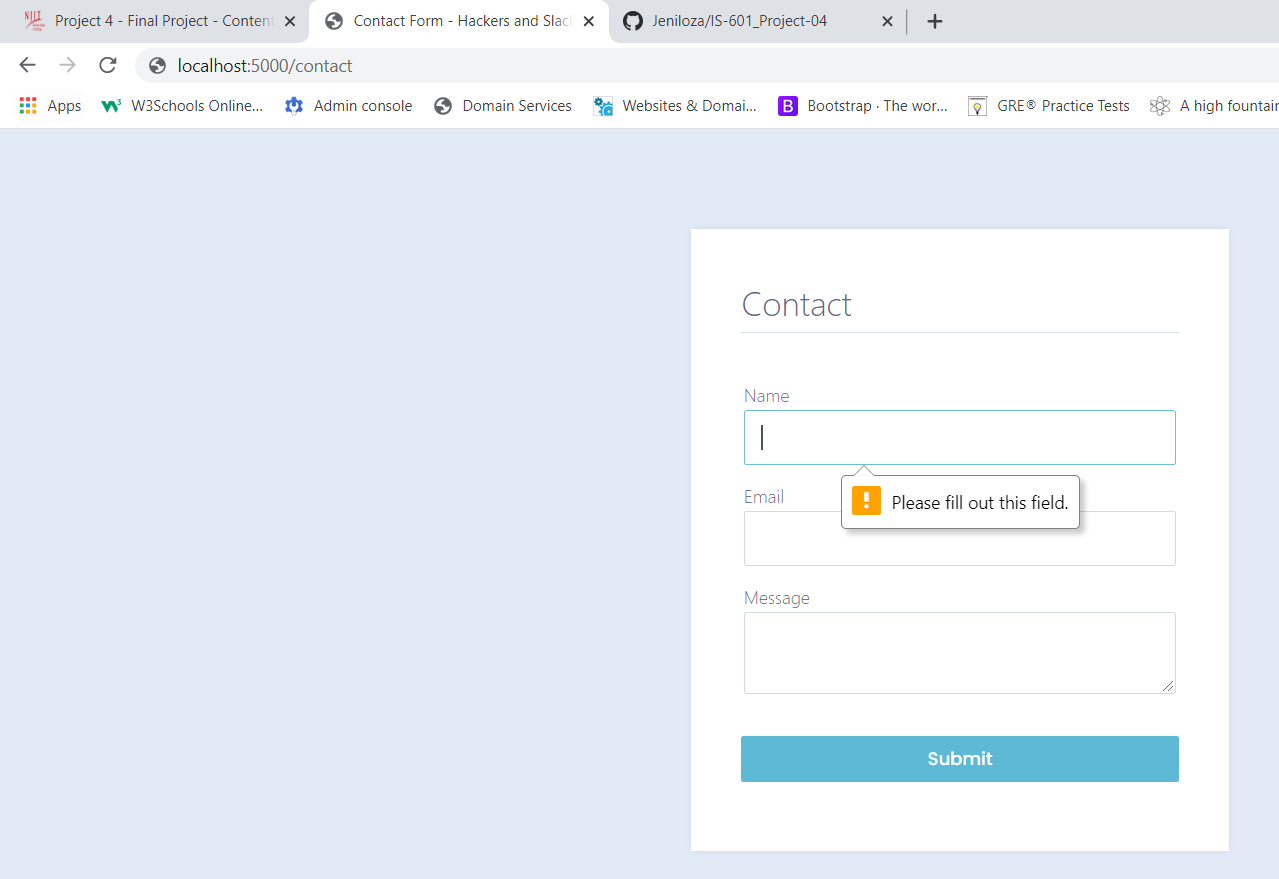 Project 4 - Final Project - Conten
Contact Form - Hackers and Slac
Jeniloza/IS-601_Project-04
localhost:5000/contact
Apps
W3Schools Online...
Admin console
Domain Services
Websites & Domai...
B
Bootstrap · The wor...
GRE® Practice Tests
A high fountain
Contact
Name
Please fill out this field.
Email
Message
Submit